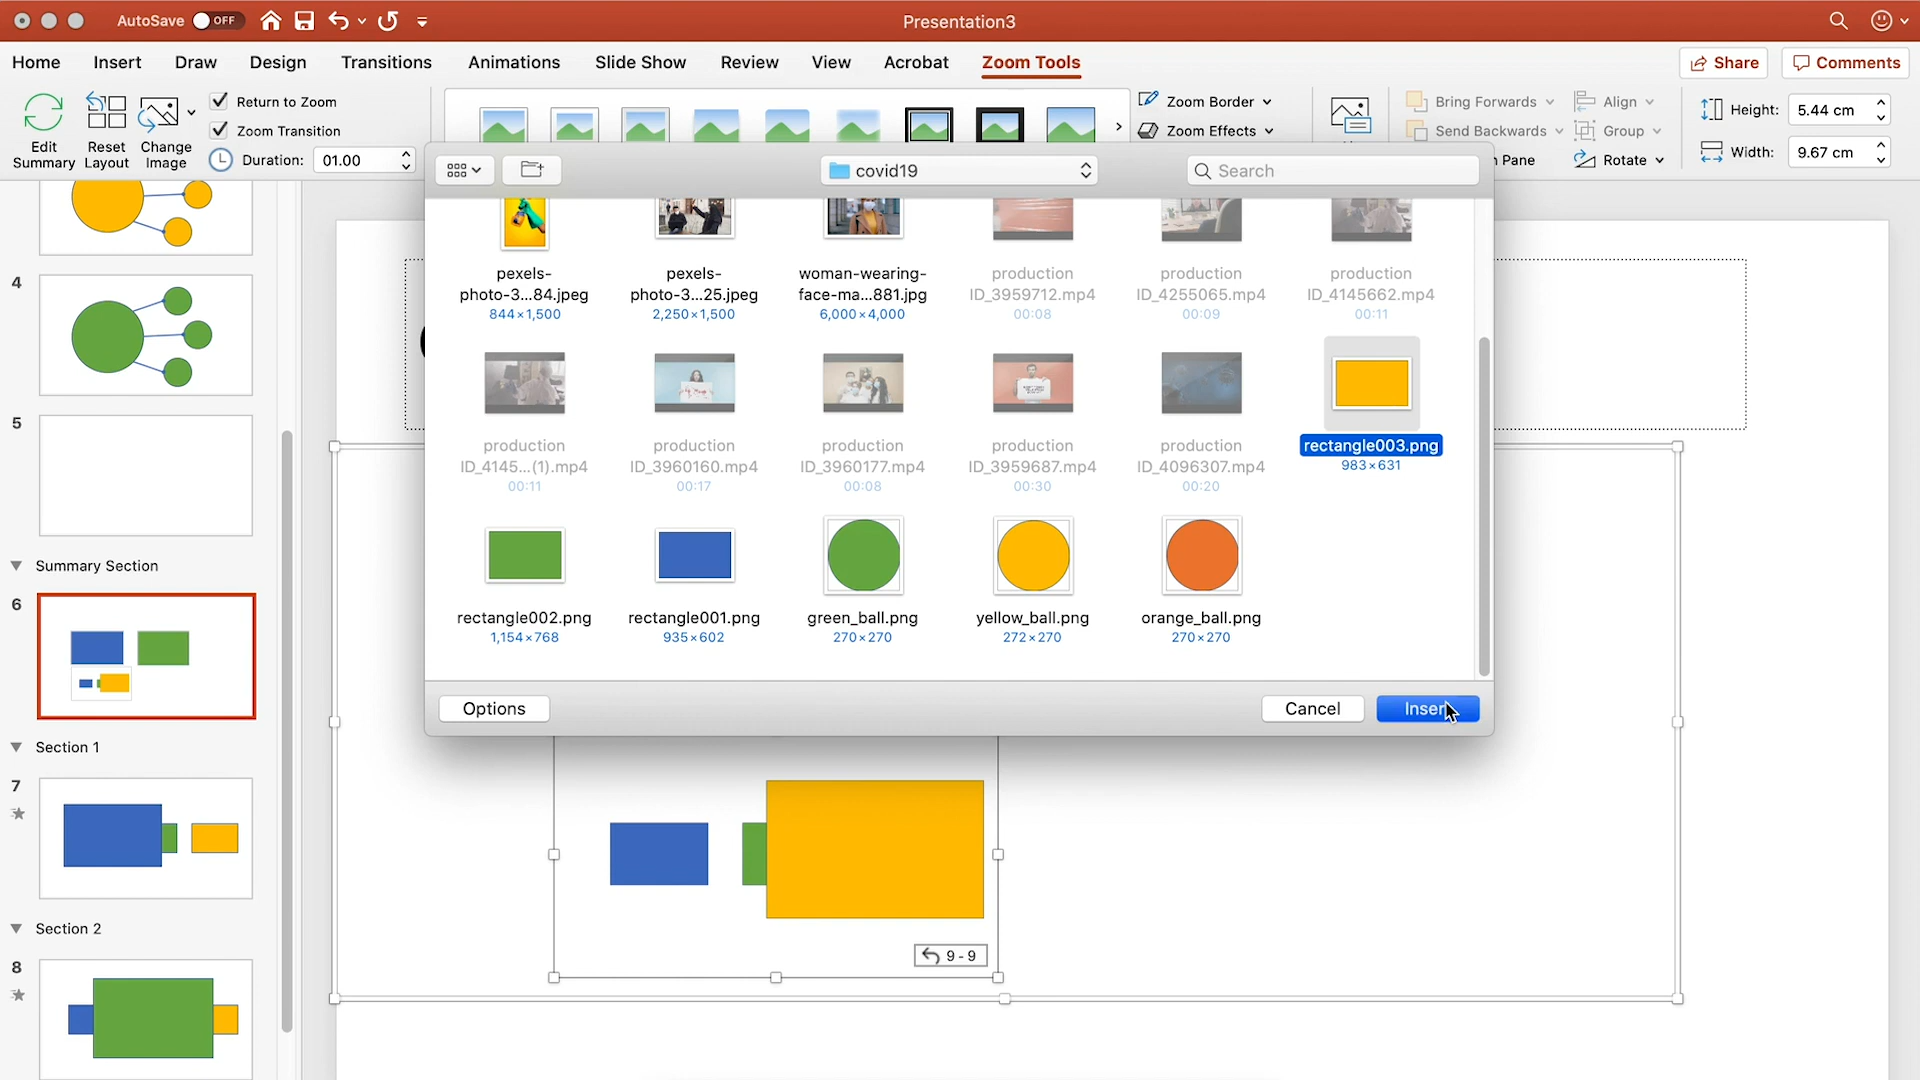 AutoSave OFF
Presentation3
Home Insert Draw Design Transitions Animations Slide Show Review View Acrobat Zoom Tools
Share Comments
Edit Summary
Reset Layout
Change Image
Return to Zoom
Zoom Transition
Duration: 01.00
Zoom Border
Zoom Effects
Bring Forwards
Send Backwards
Pane
Align
Group
Rotate
Height: 5.44 cm
Width: 9.67 cm
covid19
Search
pexels-
photo-3...84.jpeg
844×1,500
pexels-
photo-3...25.jpeg
2,250×1,500
woman-wearing-
face-ma...881.jpg
6,000×4,000
production
ID_3959712.mp4
00:08
production
ID_4255065.mp4
00:09
production
ID_4145662.mp4
00:11
production
ID_4145...(1).mp4
00:11
production
ID_3960160.mp4
00:17
production
ID_3960177.mp4
00:08
production
ID_3959687.mp4
00:30
production
ID_4096307.mp4
00:20
rectangle003.png
983×631
rectangle002.png
1,154×768
rectangle001.png
935×602
green_ball.png
270×270
yellow_ball.png
272×270
orange_ball.png
270×270
Options
Cancel
Insert
4
5
Summary Section
6
Section 1
7
Section 2
8
9 - 9